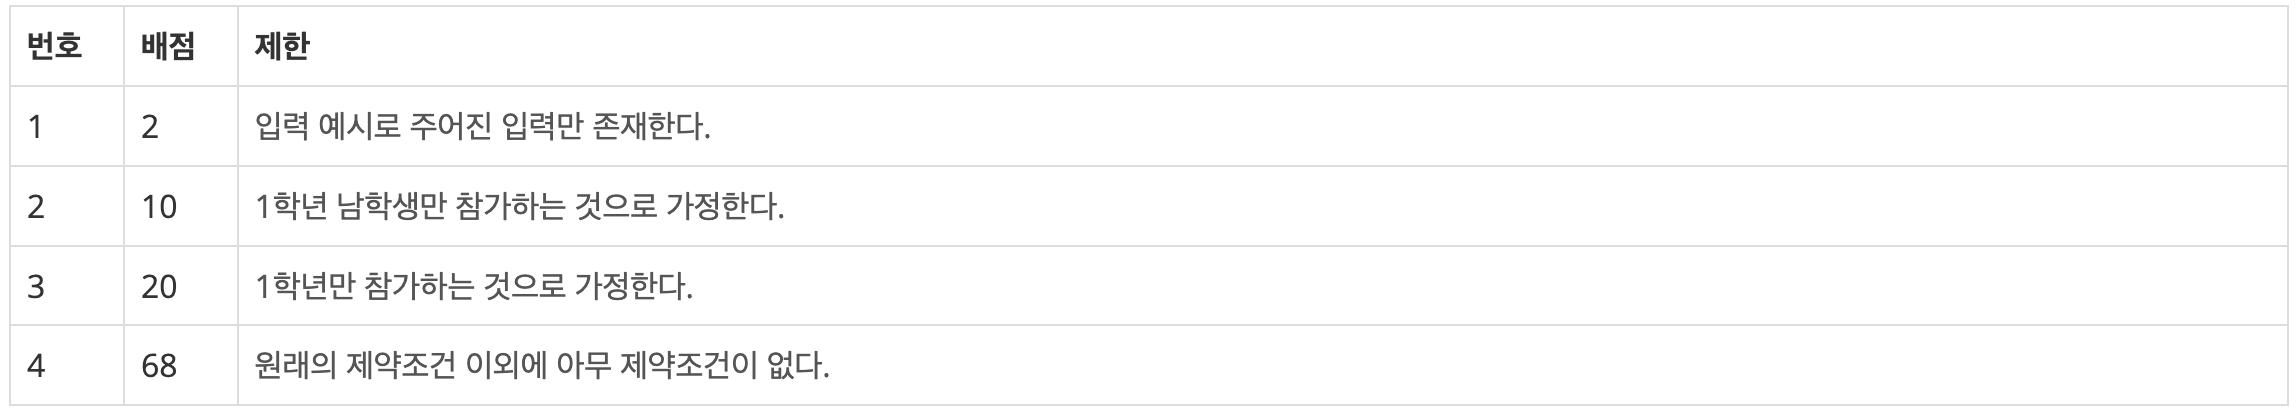 번호 배점 제한
1 2 입력 예시로 주어진 입력만 존재한다.
2 10 1학년 남학생만 참가하는 것으로 가정한다.
3 20 1학년만 참가하는 것으로 가정한다.
4 68 원래의 제약조건 이외에 아무 제약조건이 없다.